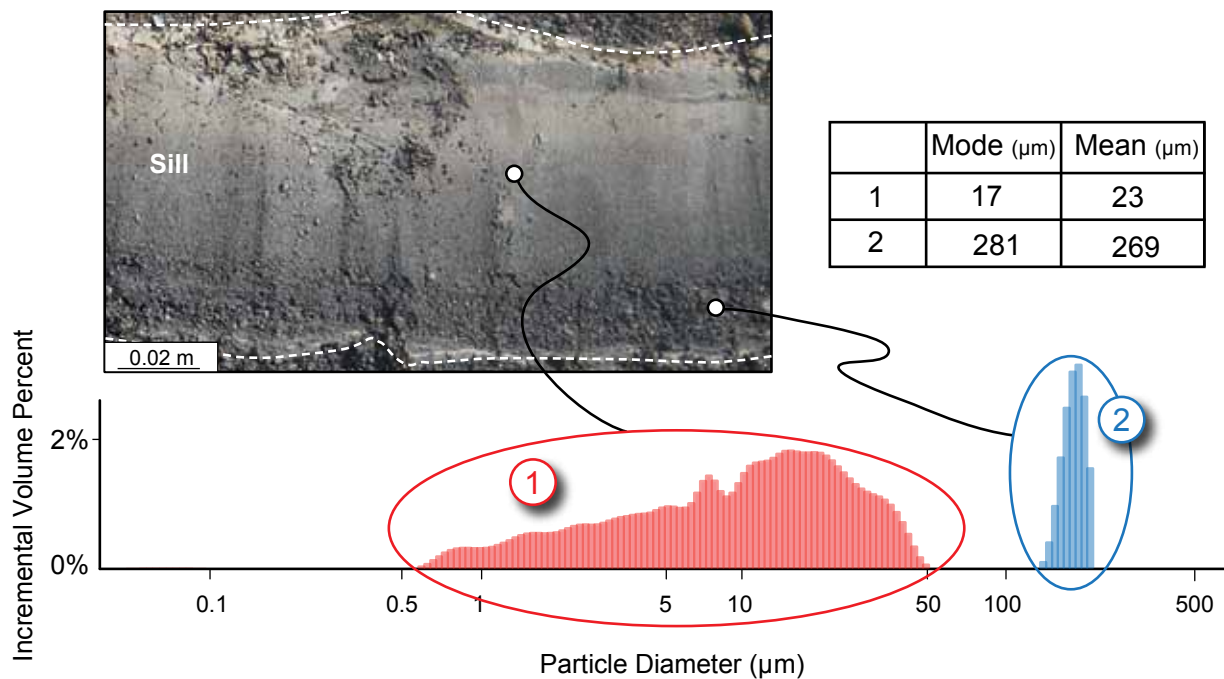 Sill
0.02 m
Mode (µm) Mean (µm)
1 17 23
2 281 269
Incremental Volume Percent
2%
0%
1
2
0.1 0.5 1 5 10 50 100 500
Particle Diameter (µm)